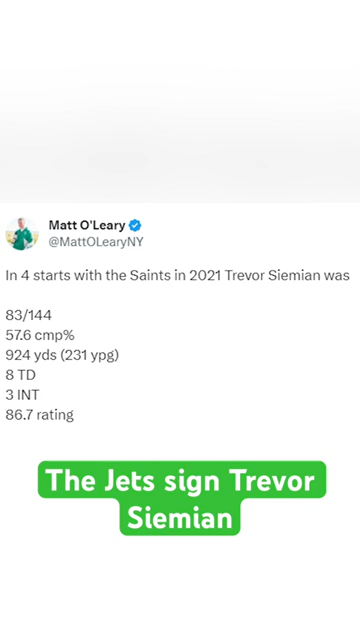 Matt O'Leary
@MattOLearyNY
In 4 starts with the Saints in 2021 Trevor Siemian was
83/144
57.6 cmp%
924 yds (231 ypg)
8 TD
3 INT
86.7 rating
The Jets sign Trevor
Siemian